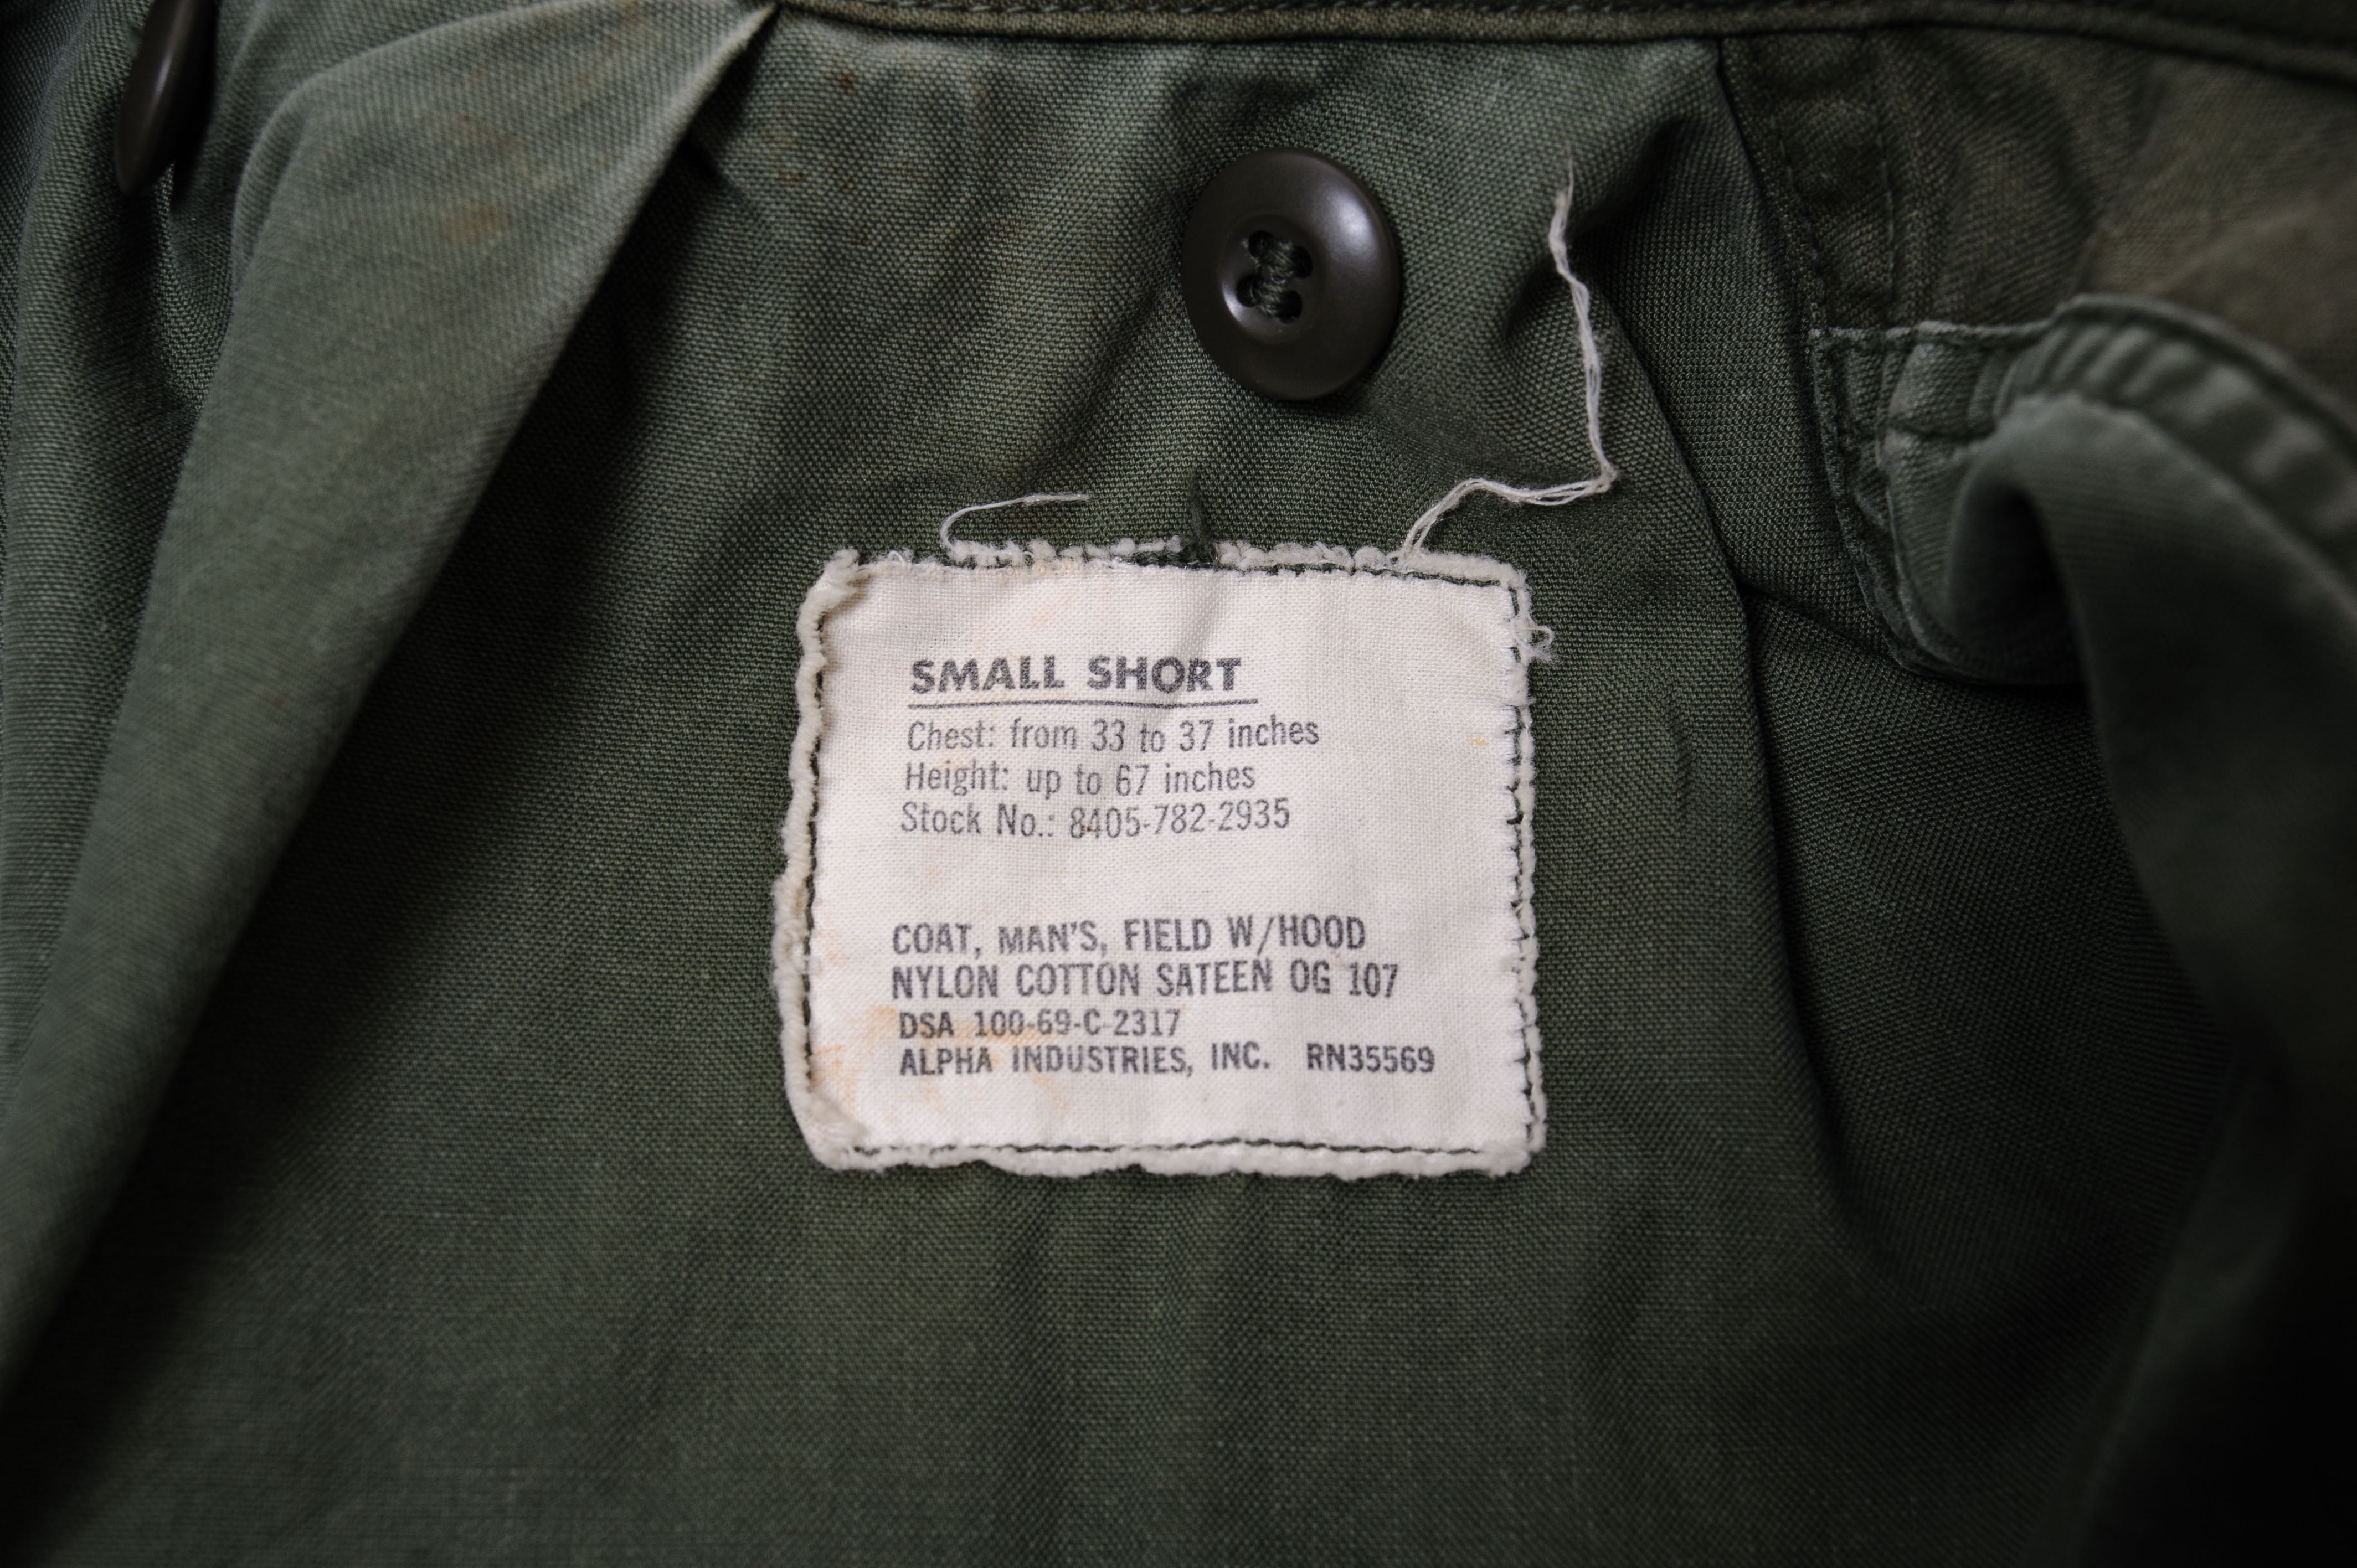 SMALL SHORT
Chest: from 33 to 37 inches
Height: up to 67 inches
Stock No.: 8405-782-2935
COAT, MAN'S, FIELD W/HOOD
NYLON COTTON SATEEN OG 107
DSA 100-69-C-2317
ALPHA INDUSTRIES, INC. RN35569